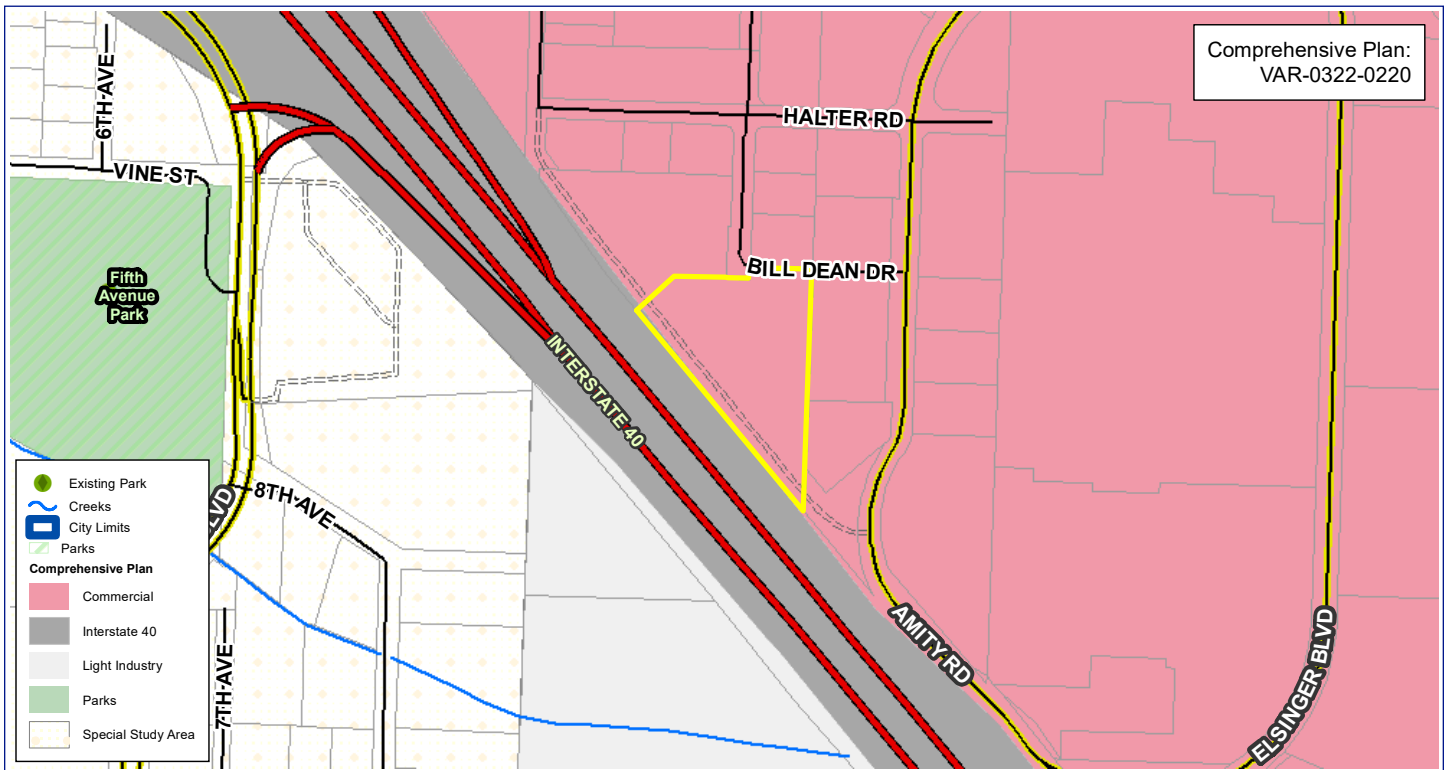 Comprehensive Plan:
VAR-0322-0220
6TH AVE
HALTER RD
VINE ST
BILL DEAN DR
Fifth
Avenue
Park
INTERSTATE 40
8TH AVE
7TH AVE
AMITY RD
ELSINGER BLVD
LVD
Existing Park
Creeks
City Limits
Parks
Comprehensive Plan
Commercial
Interstate 40
Light Industry
Parks
Special Study Area